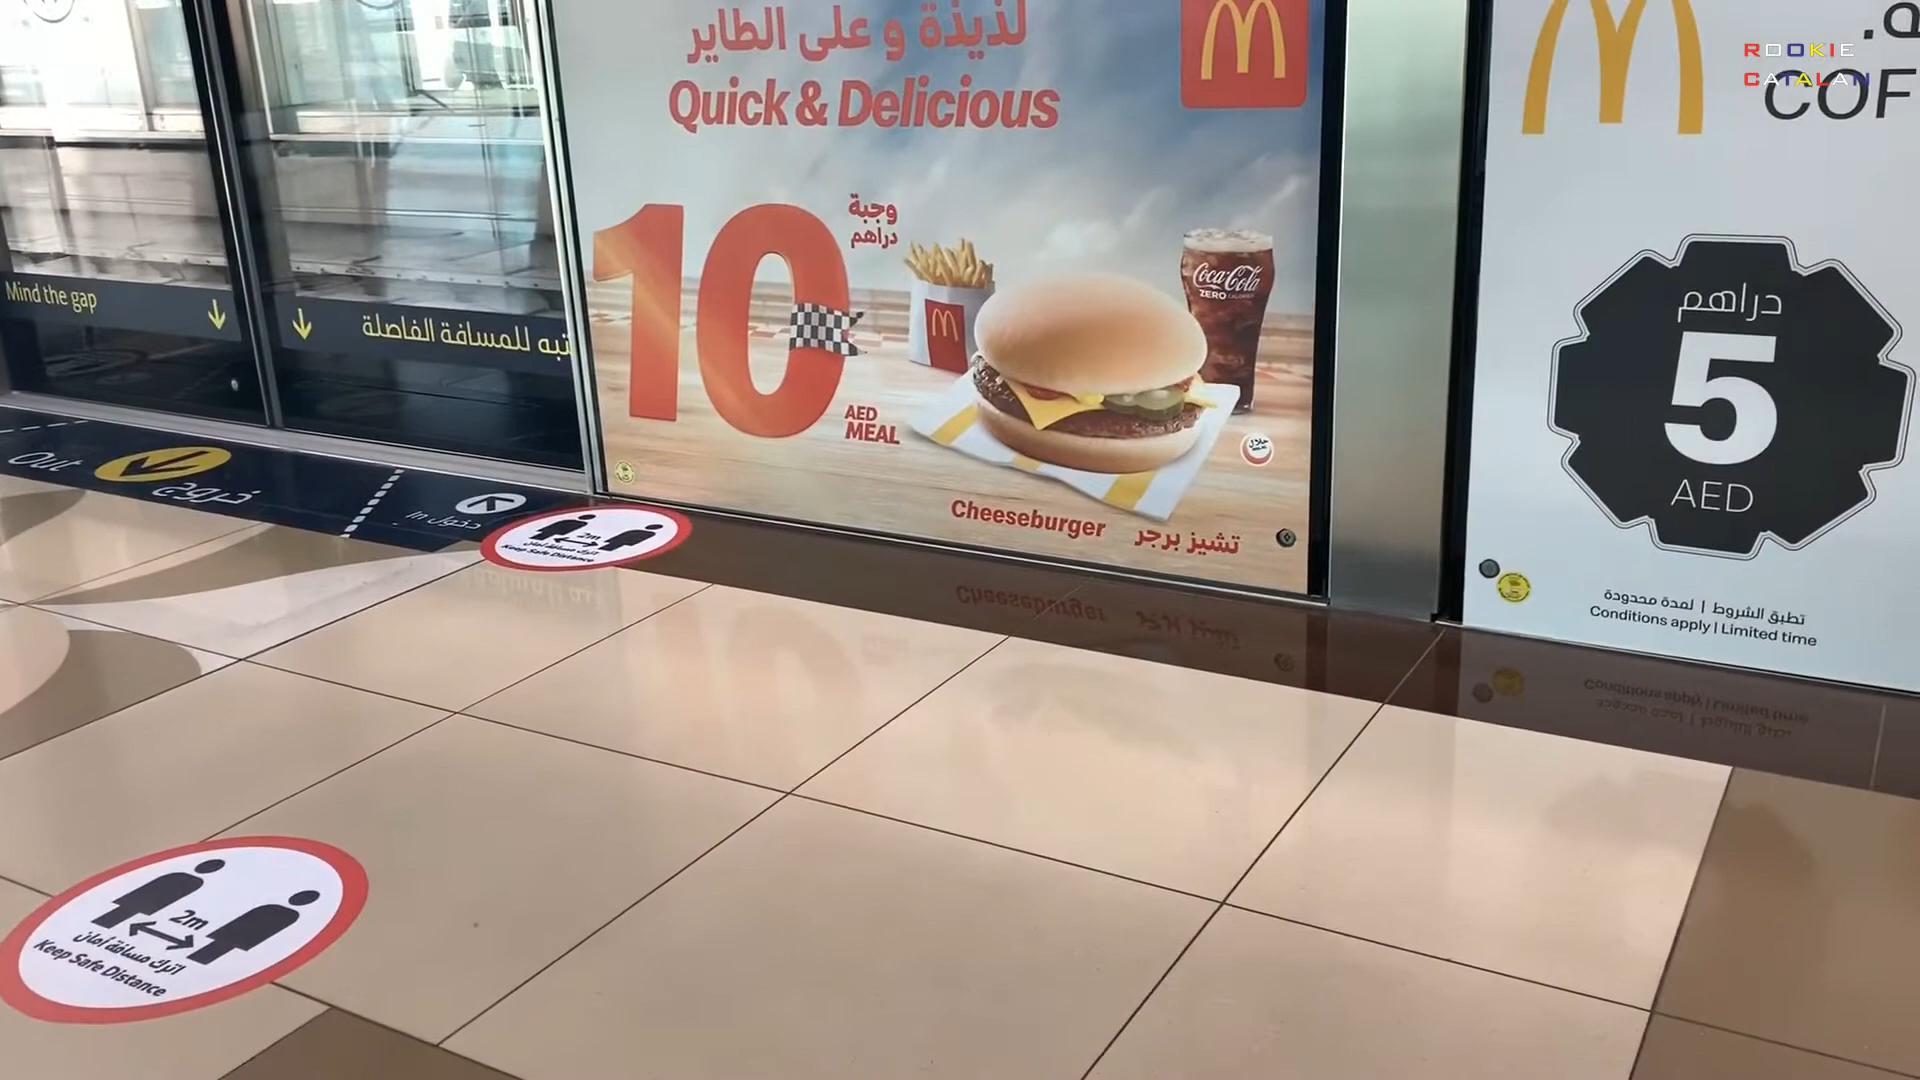 لذيذة و على الطاير
Quick & Delicious
10
وجبة
دراهم
AED
MEAL
Coca-Cola
ZERO
Cheeseburger
تشيز برجر
ROOKIE
CATALAN
دراهم
5
AED
تطبق الشروط | لمدة محدودة
Conditions apply | Limited time
Mind the gap
نتبه للمسافة الفاصلة
Out
خروج
In دخول
2m
اترك مسافة أمان
Keep Safe Distance
2m
اترك مسافة أمان
Keep Safe Distance